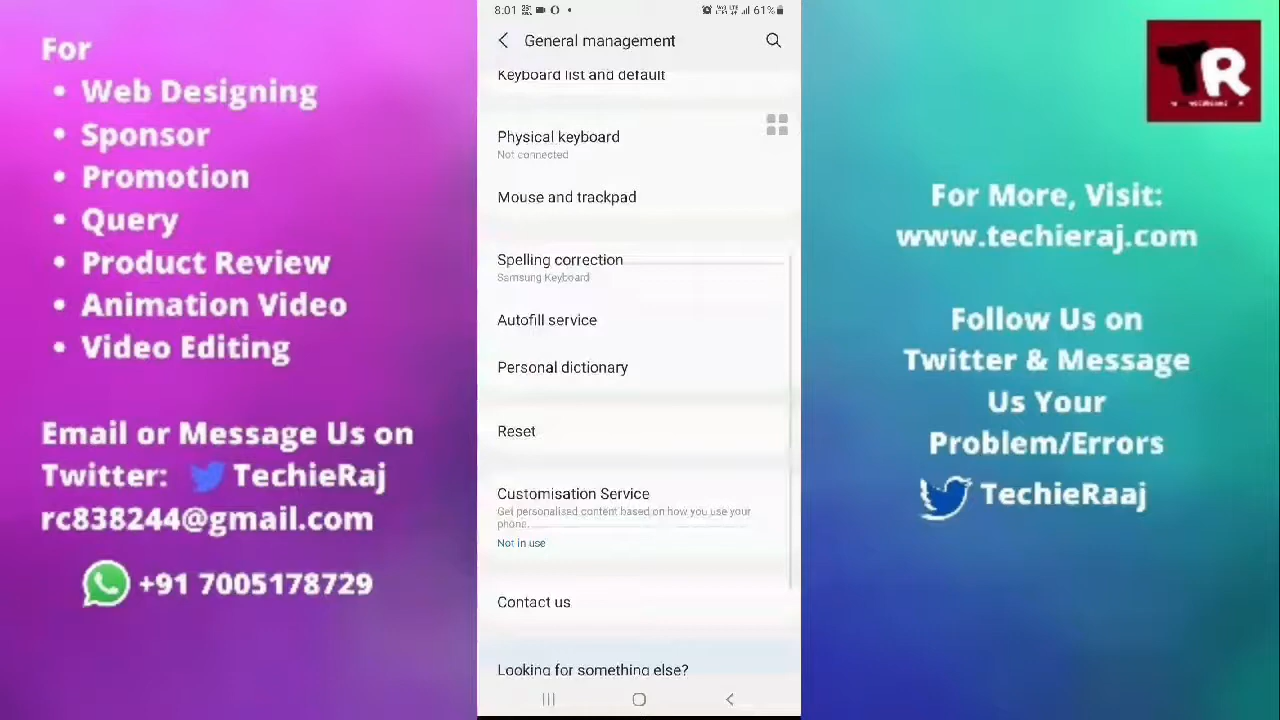 For
• Web Designing
• Sponsor
• Promotion
• Query
• Product Review
• Animation Video
• Video Editing
Email or Message Us on
Twitter: TechieRaj
rc838244@gmail.com
+91 7005178729
8:01
61%
General management
Keyboard list and default
Physical keyboard
Not connected
Mouse and trackpad
Spelling correction
Samsung Keyboard
Autofill service
Personal dictionary
Reset
Customisation Service
Get personalised content based on how you use your
phone.
Not in use
Contact us
Looking for something else?
TR
For More, Visit:
www.techieraj.com
Follow Us on
Twitter & Message
Us Your
Problem/Errors
TechieRaaj